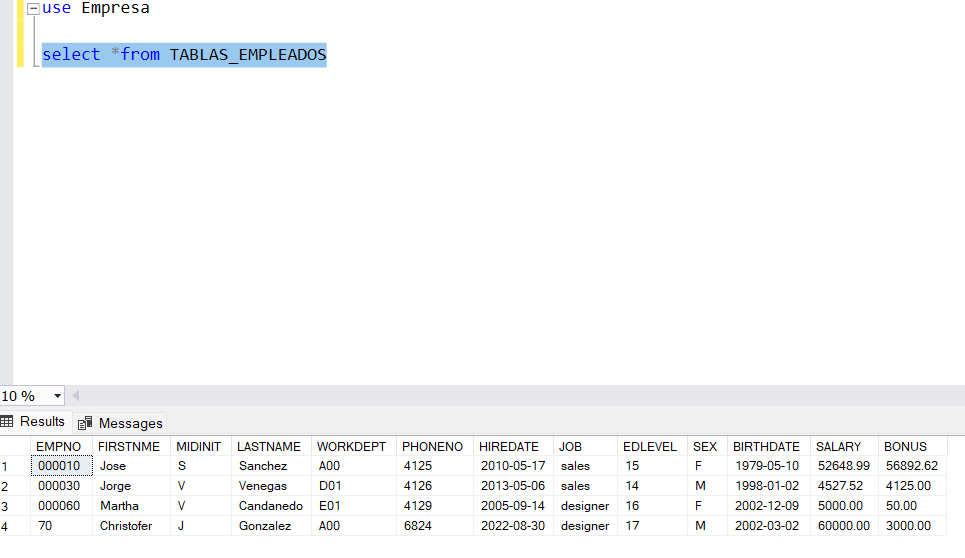 use Empresa
select *from TABLAS_EMPLEADOS
10 %
Results Messages
EMPNO FIRSTNME MIDINIT LASTNAME WORKDEPT PHONENO HIREDATE JOB EDLEVEL SEX BIRTHDATE SALARY BONUS
1 000010 Jose S Sanchez A00 4125 2010-05-17 sales 15 F 1979-05-10 52648.99 56892.62
2 000030 Jorge V Venegas D01 4126 2013-05-06 sales 14 M 1998-01-02 4527.52 4125.00
3 000060 Martha V Candanedo E01 4129 2005-09-14 designer 16 F 2002-12-09 5000.00 50.00
4 70 Christofer J Gonzalez A00 6824 2022-08-30 designer 17 M 2002-03-02 60000.00 3000.00